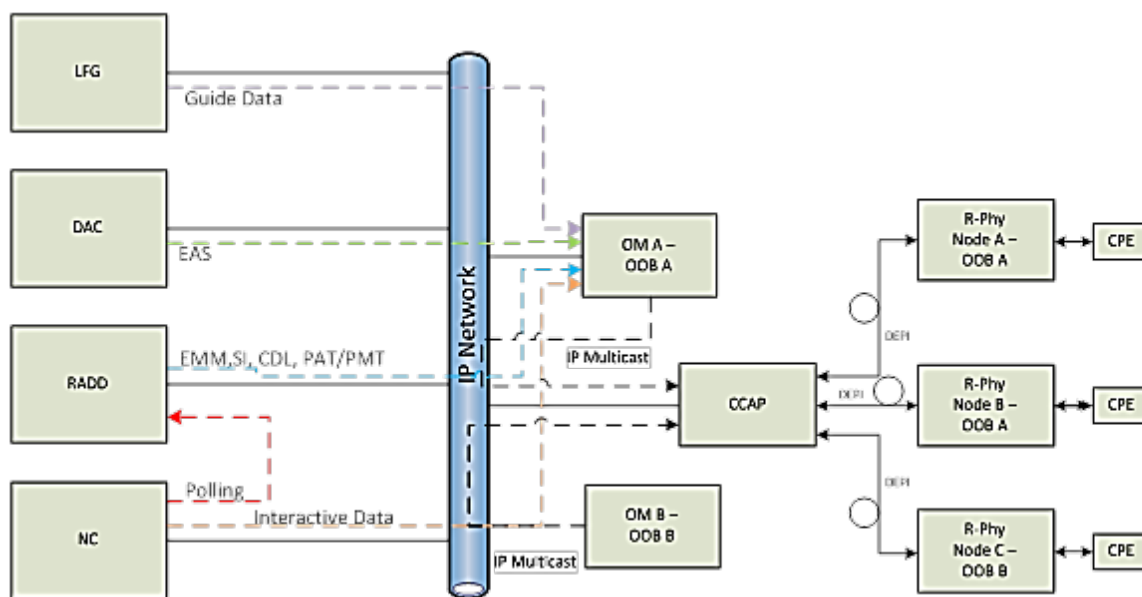 LFG
Guide Data
DAC
EAS
RADD
EMM,SI, CDL, PAT/PMT
NC
Polling
Interactive Data
IP Network
OM A –
OOB A
IP Multicast
CCAP
OM B –
OOB B
IP Multicast
DEPI
DEPI
DEPI
R-Phy
Node A –
OOB A
CPE
R-Phy
Node B –
OOB A
CPE
R-Phy
Node C –
OOB B
CPE